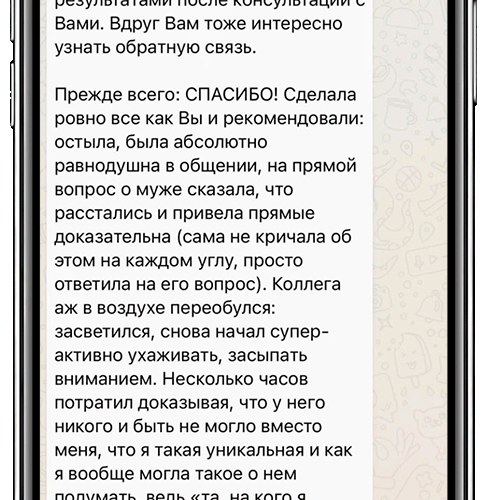 результатами после консультации с
Вами. Вдруг Вам тоже интересно
узнать обратную связь.
Прежде всего: СПАСИБО! Сделала
ровно все как Вы и рекомендовали:
остыла, была абсолютно
равнодушна в общении, на прямой
вопрос о муже сказала, что
расстались и привела прямые
доказательна (сама не кричала об
этом на каждом углу, просто
ответила на его вопрос). Коллега
аж в воздухе переобулся:
засветился, снова начал супер-
активно ухаживать, засыпать
вниманием. Несколько часов
потратил доказывая, что у него
никого и быть не могло вместо
меня, что я такая уникальная и как
я вообще могла такое о нем
подумать, ведь «та, на кого я